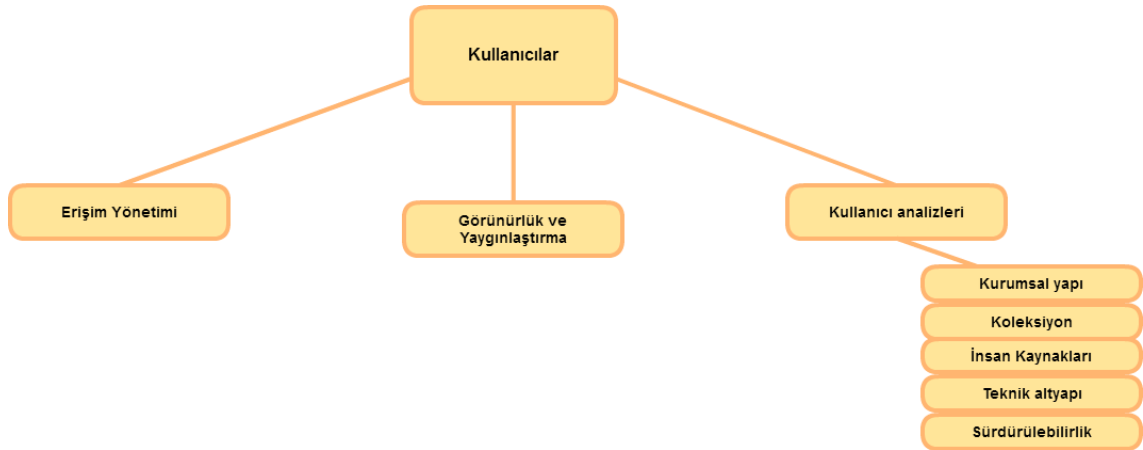 Kullanıcılar
Erişim Yönetimi
Görünürlük ve
Yaygınlaştırma
Kullanıcı analizleri
Kurumsal yapı
Koleksiyon
İnsan Kaynakları
Teknik altyapı
Sürdürülebilirlik